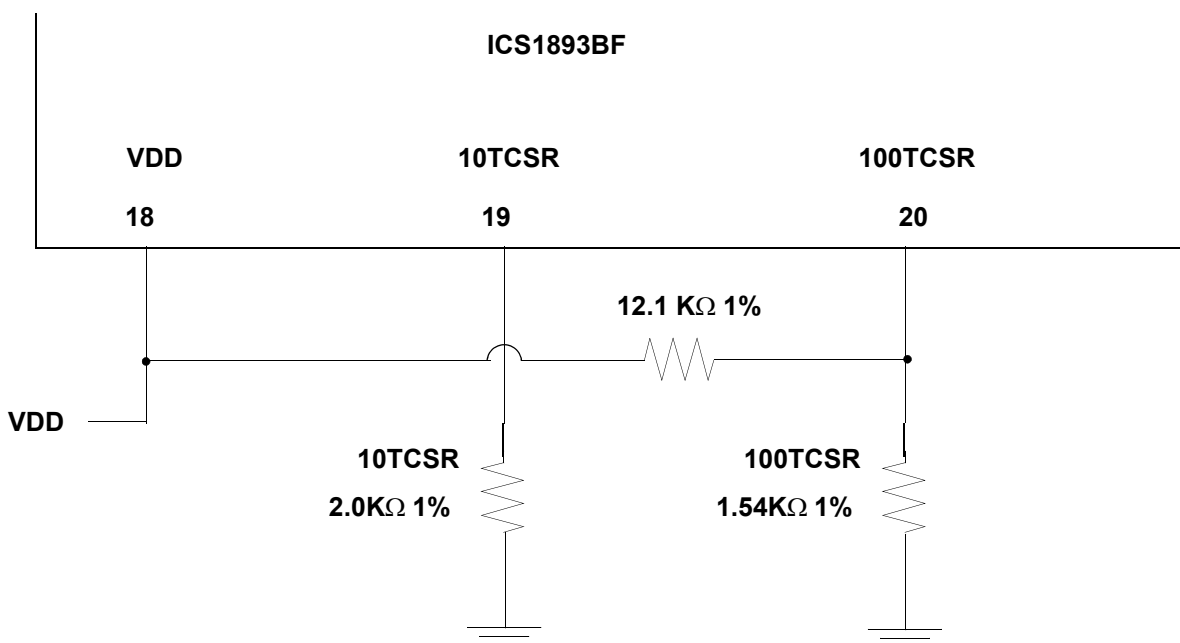 ICS1893BF
VDD 10TCSR 100TCSR
18 19 20
12.1 KΩ 1%
VDD
10TCSR 100TCSR
2.0KΩ 1% 1.54KΩ 1%